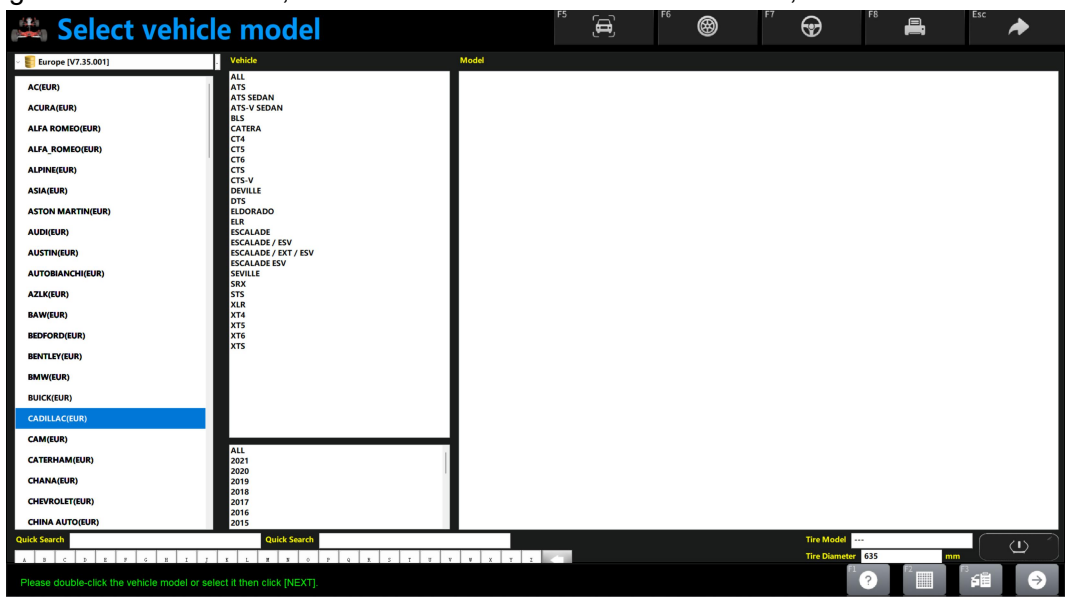 Select vehicle model
F5
F6
F7
F8
Esc
Europe [V7.35.001]
Vehicle
Model
AC(EUR)
ACURA(EUR)
ALFA ROMEO(EUR)
ALFA_ROMEO(EUR)
ALPINE(EUR)
ASIA(EUR)
ASTON MARTIN(EUR)
AUDI(EUR)
AUSTIN(EUR)
AUTOBIANCHI(EUR)
AZLK(EUR)
BAW(EUR)
BEDFORD(EUR)
BENTLEY(EUR)
BMW(EUR)
BUICK(EUR)
CADILLAC(EUR)
CAM(EUR)
CATERHAM(EUR)
CHANA(EUR)
CHEVROLET(EUR)
CHINA AUTO(EUR)
ALL
ATS
ATS SEDAN
ATS-V SEDAN
BLS
CATERA
CT4
CT5
CT6
CTS
CTS-V
DEVILLE
DTS
ELDORADO
ELR
ESCALADE
ESCALADE / ESV
ESCALADE / EXT / ESV
ESCALADE ESV
SEVILLE
SRX
STS
XLR
XT4
XT5
XT6
XTS
ALL
2021
2020
2019
2018
2017
2016
2015
Quick Search
Quick Search
A B C D E F G H I J K L M N O P Q R S T U V W X Y Z
Tire Model ---
Tire Diameter 635 mm
Please double-click the vehicle model or select it then click [NEXT].
F1
F2
F3